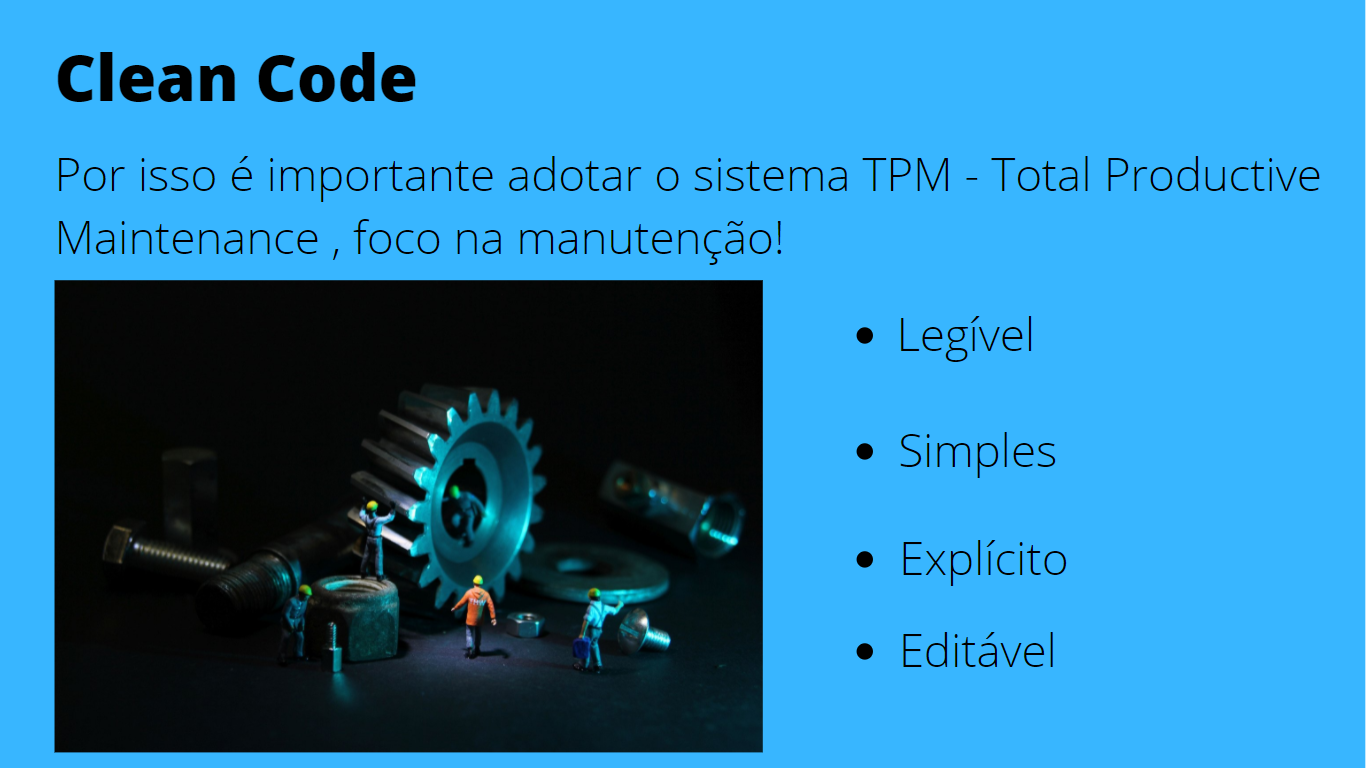 Clean Code
Por isso é importante adotar o sistema TPM - Total Productive
Maintenance , foco na manutenção!
• Legível
• Simples
• Explícito
• Editável